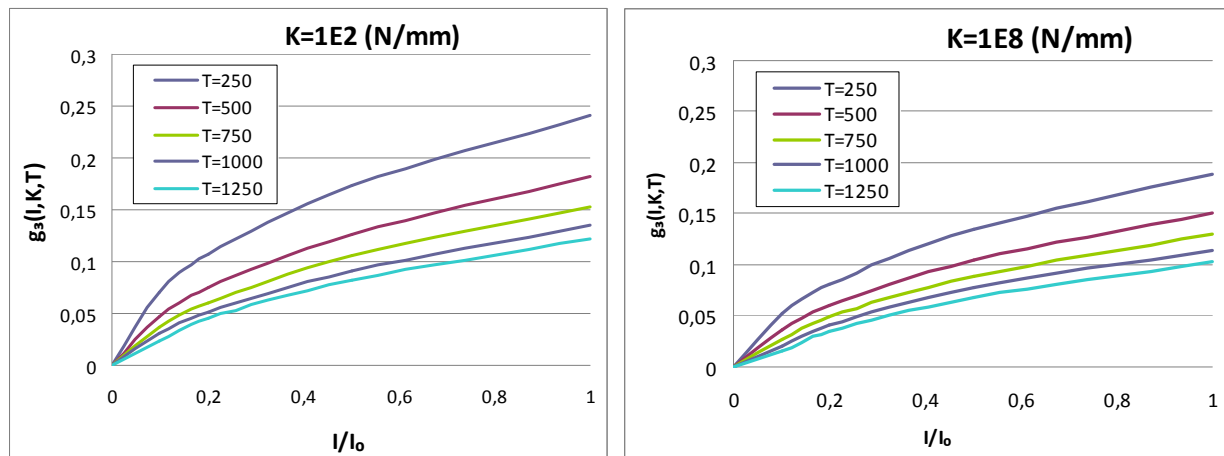 K=1E2 (N/mm)
0,3
0,25
0,2
0,15
0,1
0,05
0
g₃(I,K,T)
T=250
T=500
T=750
T=1000
T=1250
0
0,2
0,4
0,6
0,8
1
I/I₀
K=1E8 (N/mm)
0,3
0,25
0,2
0,15
0,1
0,05
0
g₃(I,K,T)
T=250
T=500
T=750
T=1000
T=1250
0
0,2
0,4
0,6
0,8
1
I/I₀